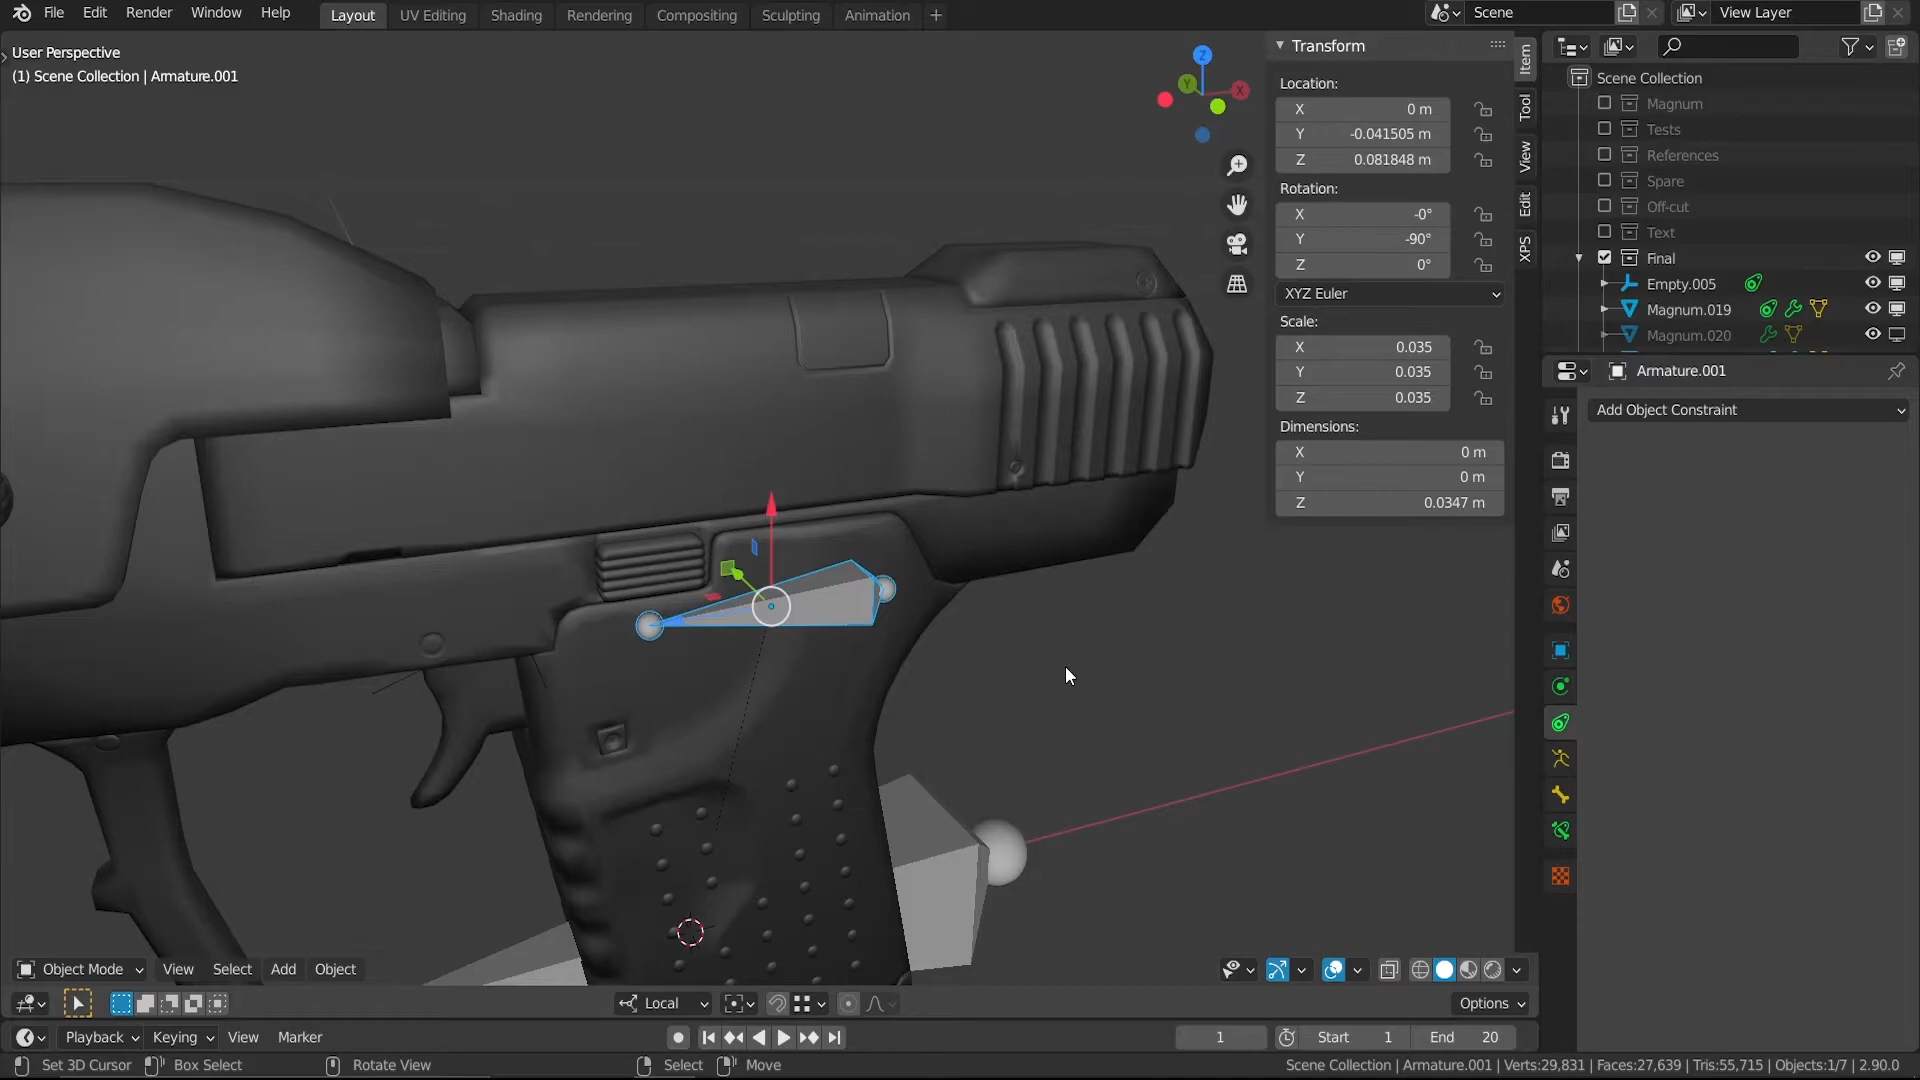 File Edit Render Window Help Layout UV Editing Shading Rendering Compositing Sculpting Animation + Scene View Layer
User Perspective
(1) Scene Collection | Armature.001
Z
Y
X
Transform
Location:
X 0 m
Y -0.041505 m
Z 0.081848 m
Rotation:
X -0°
Y -90°
Z 0°
XYZ Euler
Scale:
X 0.035
Y 0.035
Z 0.035
Dimensions:
X 0 m
Y 0 m
Z 0.0347 m
Item
Tool
View
Edit
XPS
Scene Collection
Magnum
Tests
References
Spare
Off-cut
Text
Final
Empty.005
Magnum.019
Magnum.020
Armature.001
Add Object Constraint
Object Mode View Select Add Object
Local Options
Playback Keying View Marker 1 Start 1 End 20
Set 3D Cursor Box Select Rotate View Select Move Scene Collection | Armature.001 | Verts:29,831 | Faces:27,639 | Tris:55,715 | Objects:1/7 | 2.90.0